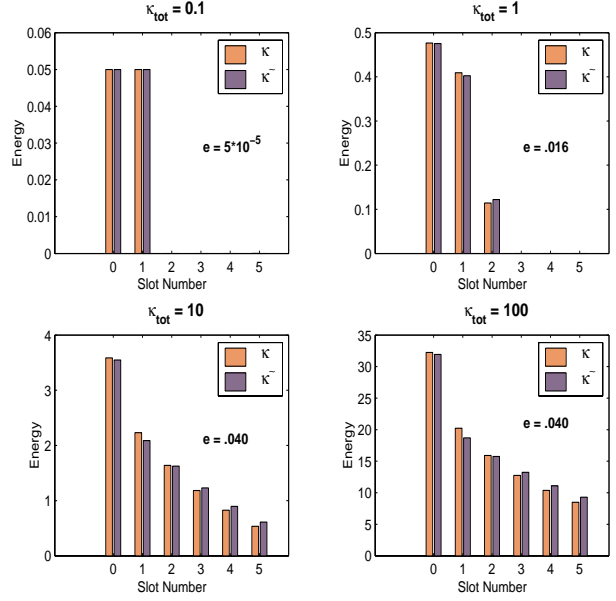 κtot = 0.1
0.06
0.05
0.04
0.03
0.02
0.01
0
Energy
κ
κ~
e = 5*10−5
0 1 2 3 4 5
Slot Number
κtot = 1
0.5
0.4
0.3
0.2
0.1
0
Energy
κ
κ~
e = .016
0 1 2 3 4 5
Slot Number
κtot = 10
4
3
2
1
0
Energy
κ
κ~
e = .040
0 1 2 3 4 5
Slot Number
κtot = 100
35
30
25
20
15
10
5
0
Energy
κ
κ~
e = .040
0 1 2 3 4 5
Slot Number